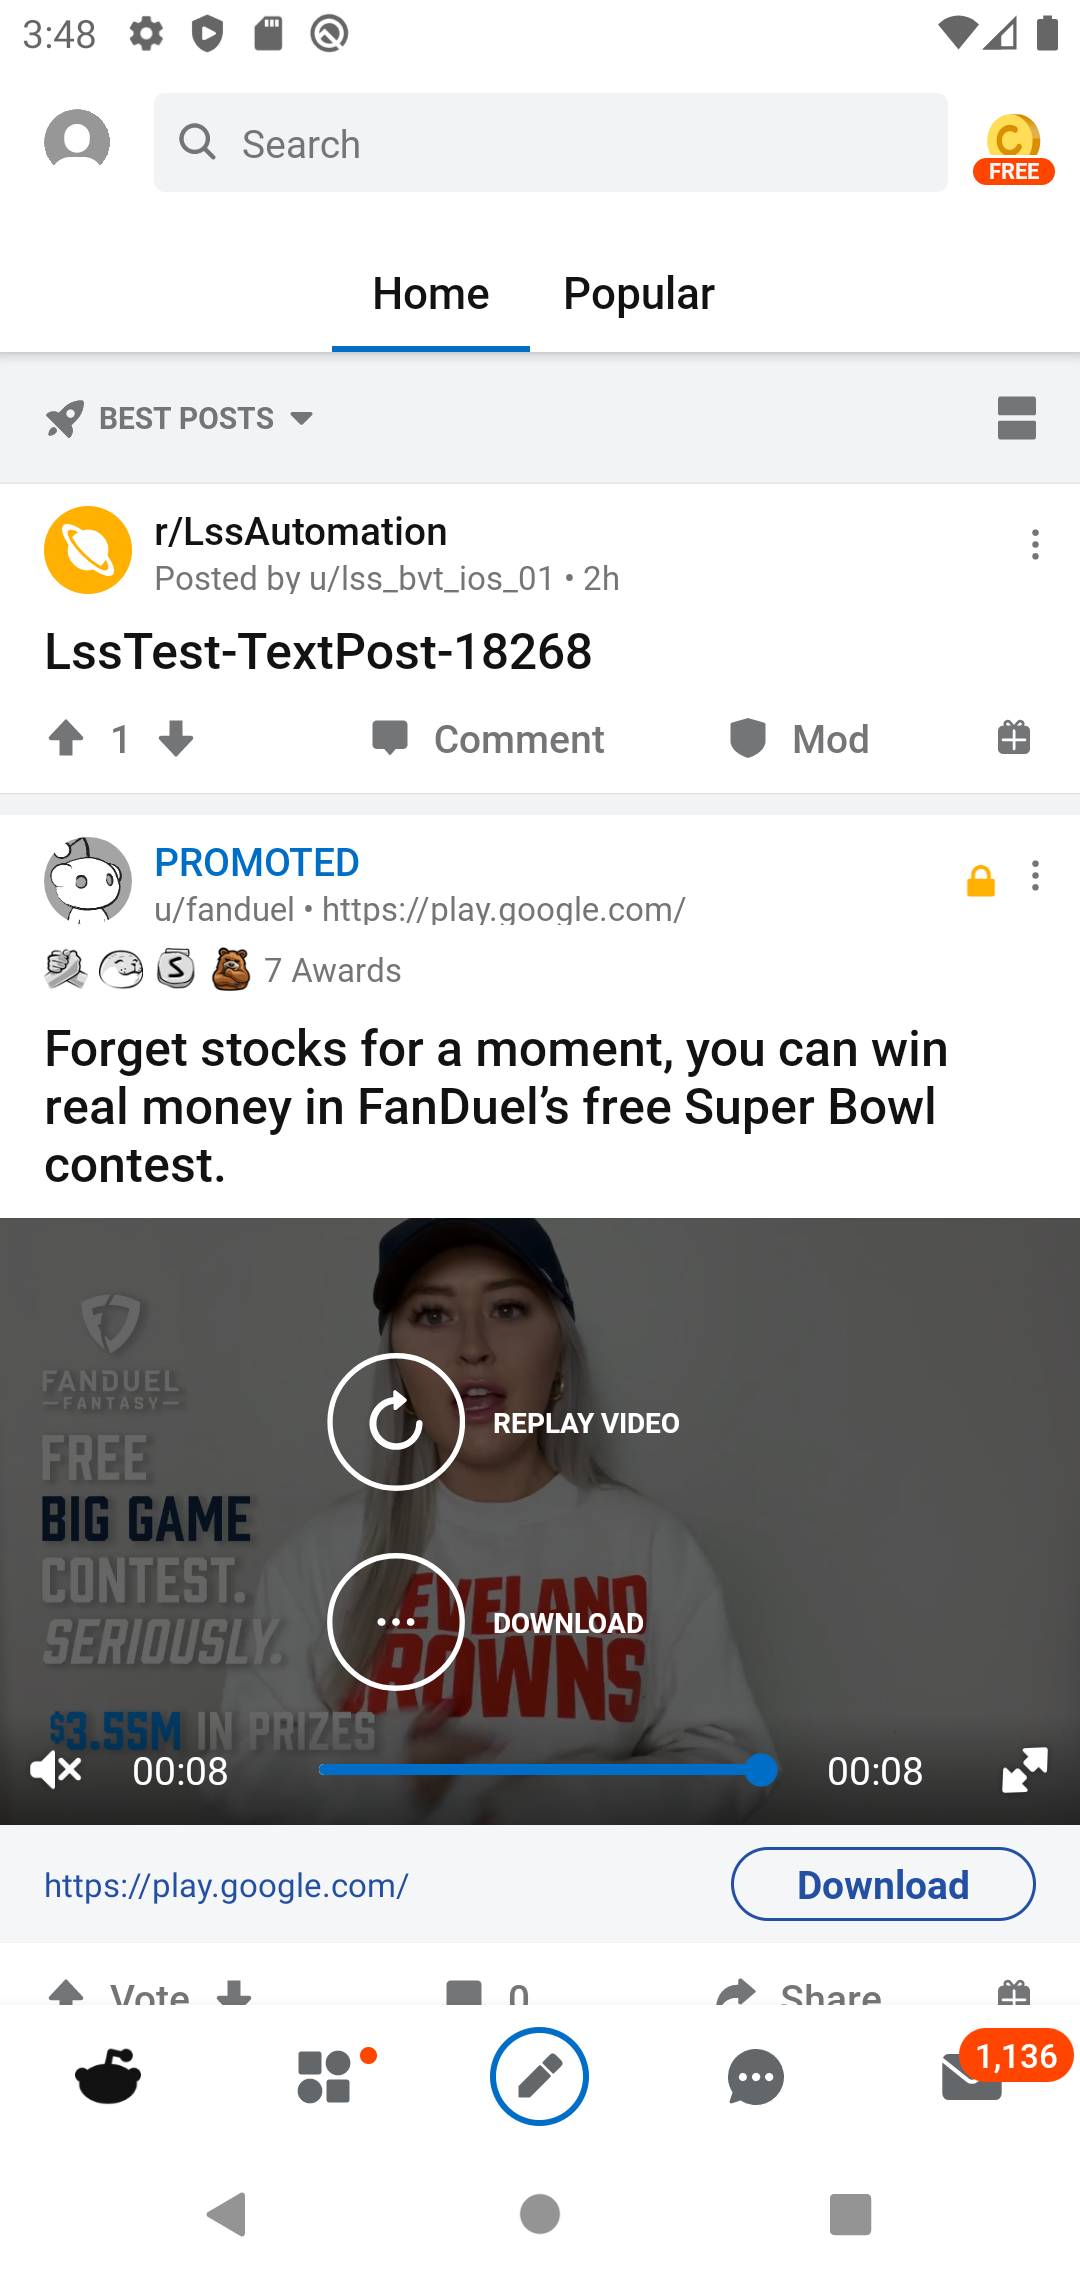 3:48
Search
FREE
Home Popular
BEST POSTS
r/LssAutomation
Posted by u/lss_bvt_ios_01 • 2h
LssTest-TextPost-18268
1 Comment Mod
PROMOTED
u/fanduel • https://play.google.com/
7 Awards
Forget stocks for a moment, you can win
real money in FanDuel’s free Super Bowl
contest.
FANDUEL
FANTASY
FREE
BIG GAME
CONTEST.
SERIOUSLY.
$3.55M IN PRIZES
REPLAY VIDEO
EVELAND
DOWNLOAD
ROWNS
00:08 00:08
https://play.google.com/ Download
Vote 0 Share
1,136